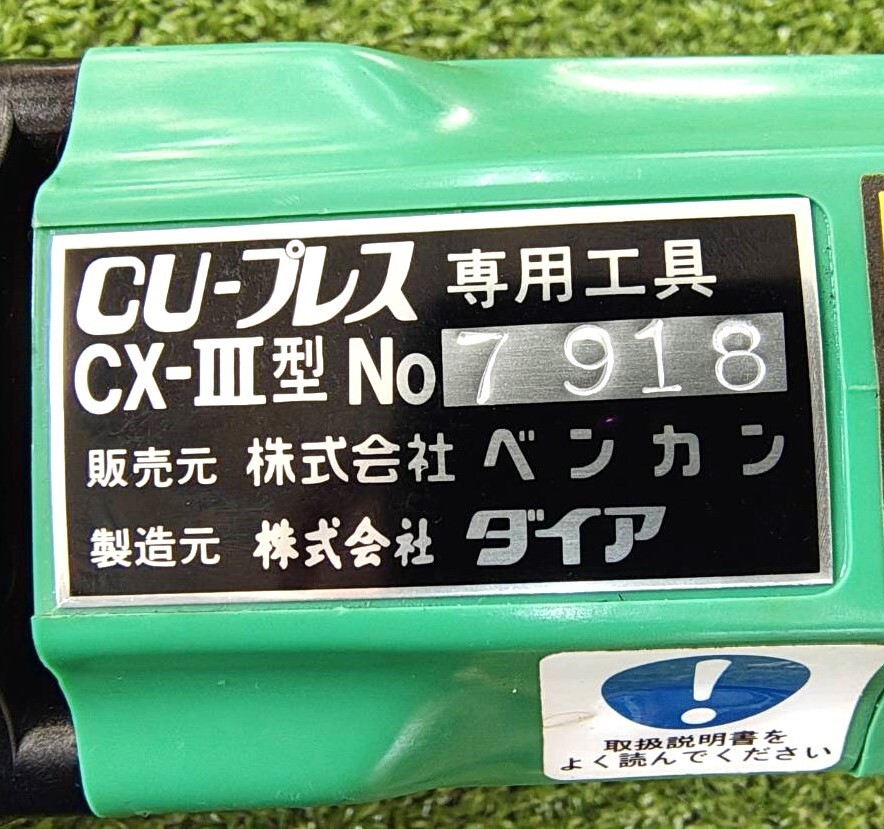 CU-プレス 専用工具
CX-III型 No 7918
販売元 株式会社 ベンカン
製造元 株式会社 ダイア
!
取扱説明書を
よく読んでください